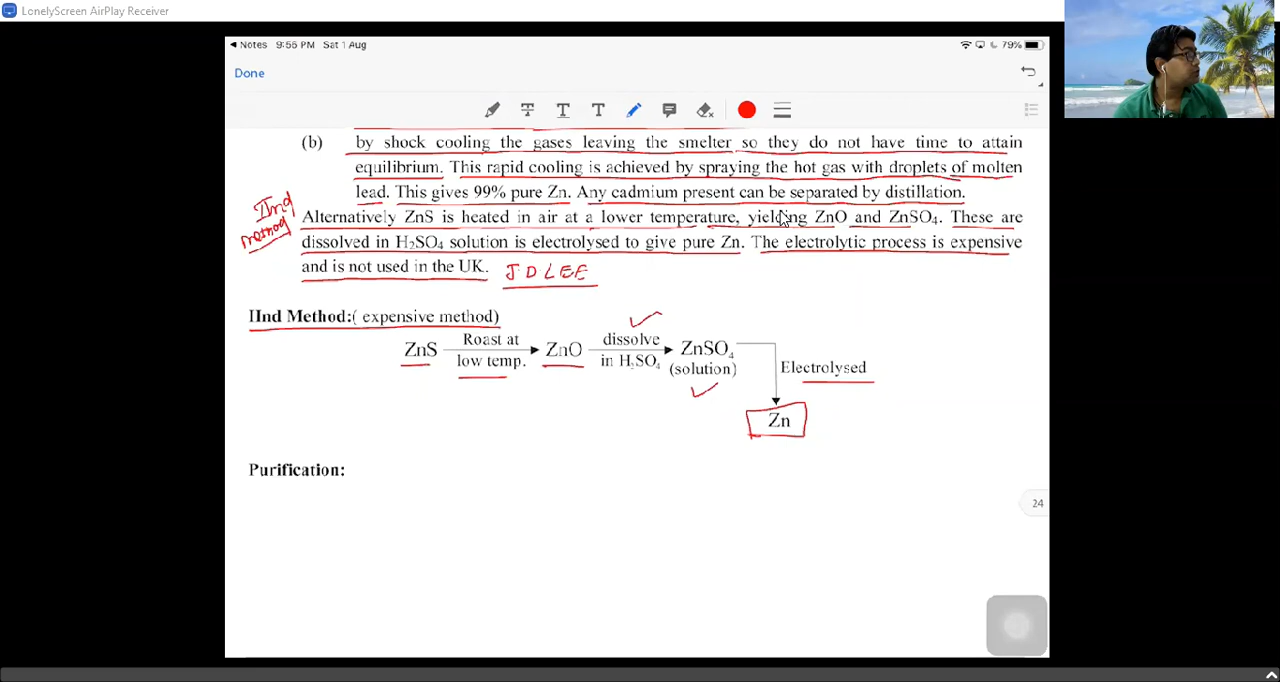 LonelyScreen AirPlay Receiver
Notes 9:56 PM Sat 1 Aug 79%
Done
(b) by shock cooling the gases leaving the smelter so they do not have time to attain
equilibrium. This rapid cooling is achieved by spraying the hot gas with droplets of molten
lead. This gives 99% pure Zn. Any cadmium present can be separated by distillation.
IInd
method
Alternatively ZnS is heated in air at a lower temperature, yielding ZnO and ZnSO₄. These are
dissolved in H₂SO₄ solution is electrolysed to give pure Zn. The electrolytic process is expensive
and is not used in the UK. J D LEE
IInd Method:( expensive method)
ZnS Roast at low temp. ZnO dissolve in H₂SO₄ ZnSO₄ (solution)
Electrolysed
Zn
Purification:
24